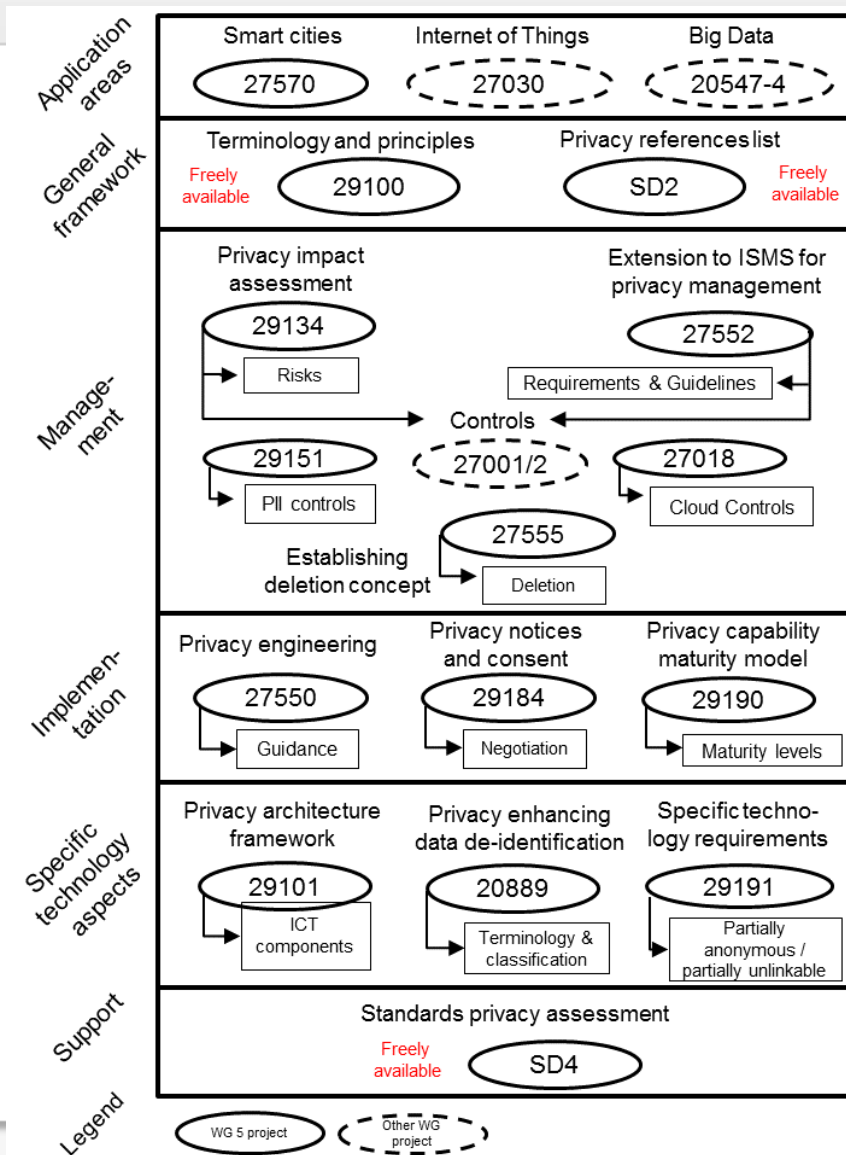 Application
areas
Smart cities
27570
Internet of Things
27030
Big Data
20547-4
General
framework
Terminology and principles
Freely
available
29100
Privacy references list
SD2
Freely
available
Manage-
ment
Privacy impact
assessment
29134
Risks
Extension to ISMS for
privacy management
27552
Requirements & Guidelines
Controls
27001/2
29151
PII controls
27018
Cloud Controls
27555
Establishing
deletion concept
Deletion
Implemen-
tation
Privacy engineering
27550
Guidance
Privacy notices
and consent
29184
Negotiation
Privacy capability
maturity model
29190
Maturity levels
Specific
technology
aspects
Privacy architecture
framework
29101
ICT
components
Privacy enhancing
data de-identification
20889
Terminology &
classification
Specific techno-
logy requirements
29191
Partially
anonymous /
partially unlinkable
Support
Standards privacy assessment
Freely
available
SD4
Legend
WG 5 project
Other WG
project